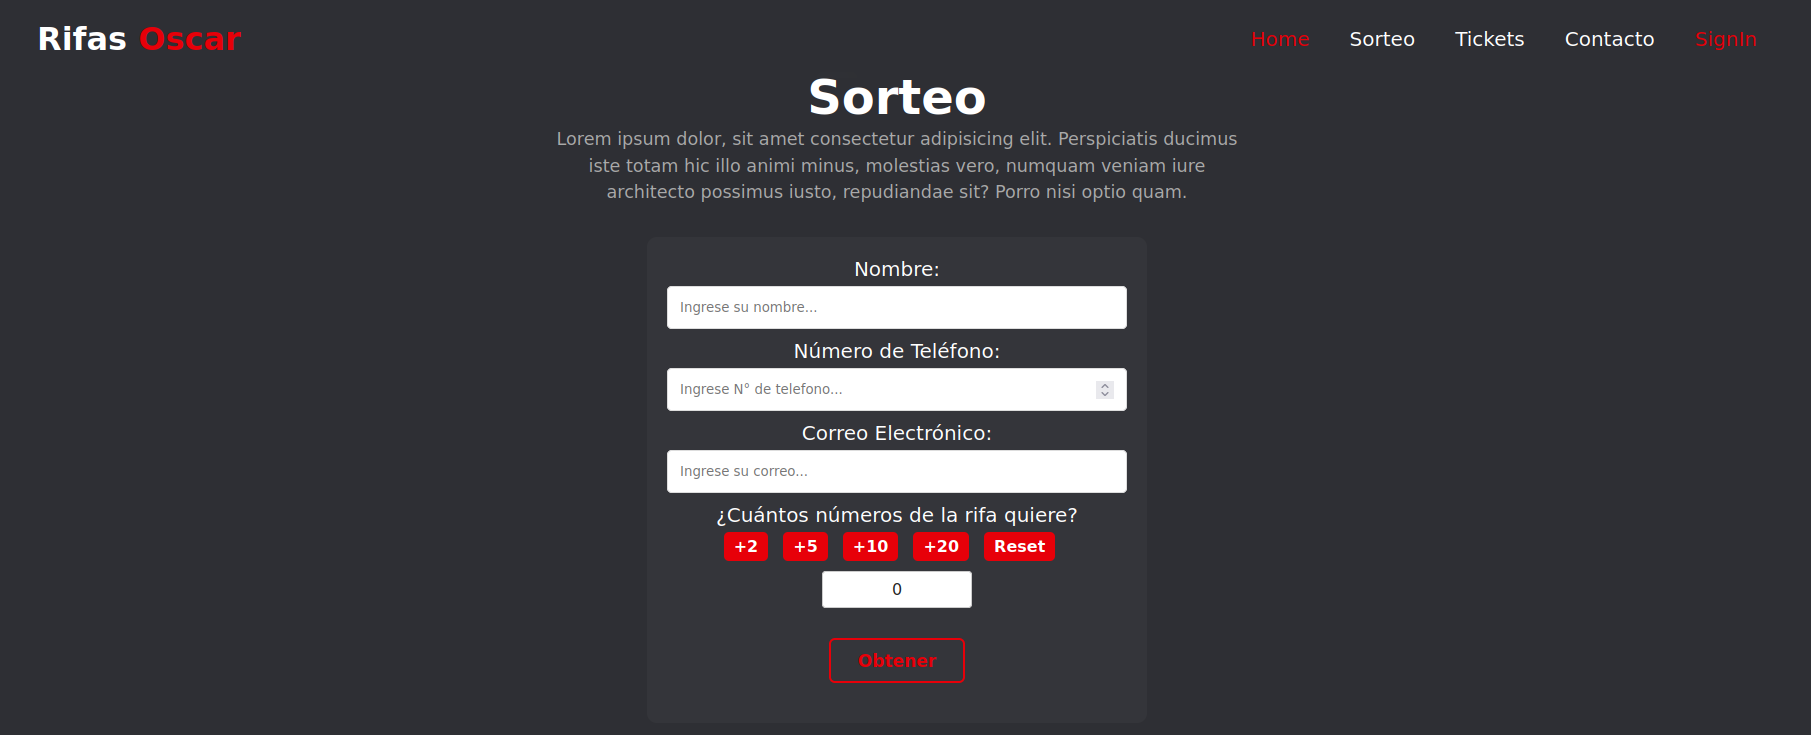 Rifas Oscar
Home Sorteo Tickets Contacto SignIn
Sorteo
Lorem ipsum dolor, sit amet consectetur adipisicing elit. Perspiciatis ducimus
iste totam hic illo animi minus, molestias vero, numquam veniam iure
architecto possimus iusto, repudiandae sit? Porro nisi optio quam.
Nombre:
Ingrese su nombre...
Número de Teléfono:
Ingrese N° de telefono...
Correo Electrónico:
Ingrese su correo...
¿Cuántos números de la rifa quiere?
+2 +5 +10 +20 Reset
0
Obtener